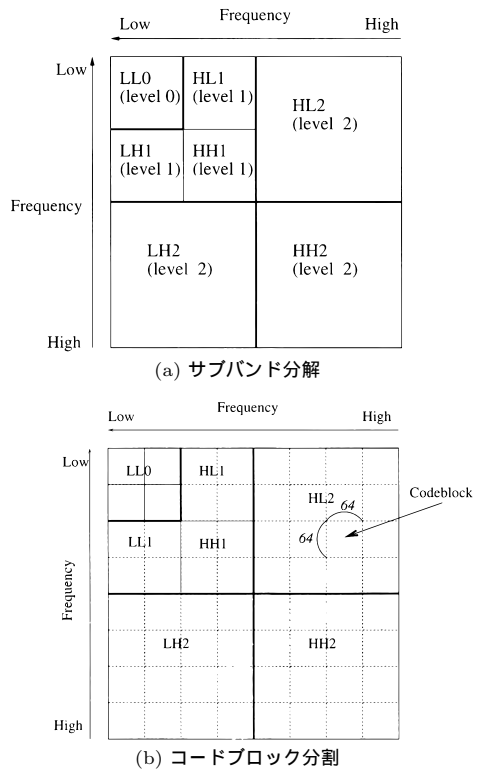 Frequency
Low High
Low
LL0
(level 0)
HL1
(level 1)
HL2
(level 2)
LH1
(level 1)
HH1
(level 1)
Frequency
LH2
(level 2)
HH2
(level 2)
High
(a) サブバンド分解
Frequency
Low High
Low
LL0
HL1
HL2
64
Codeblock
64
LL1
HH1
Frequency
LH2
HH2
High
(b) コードブロック分割